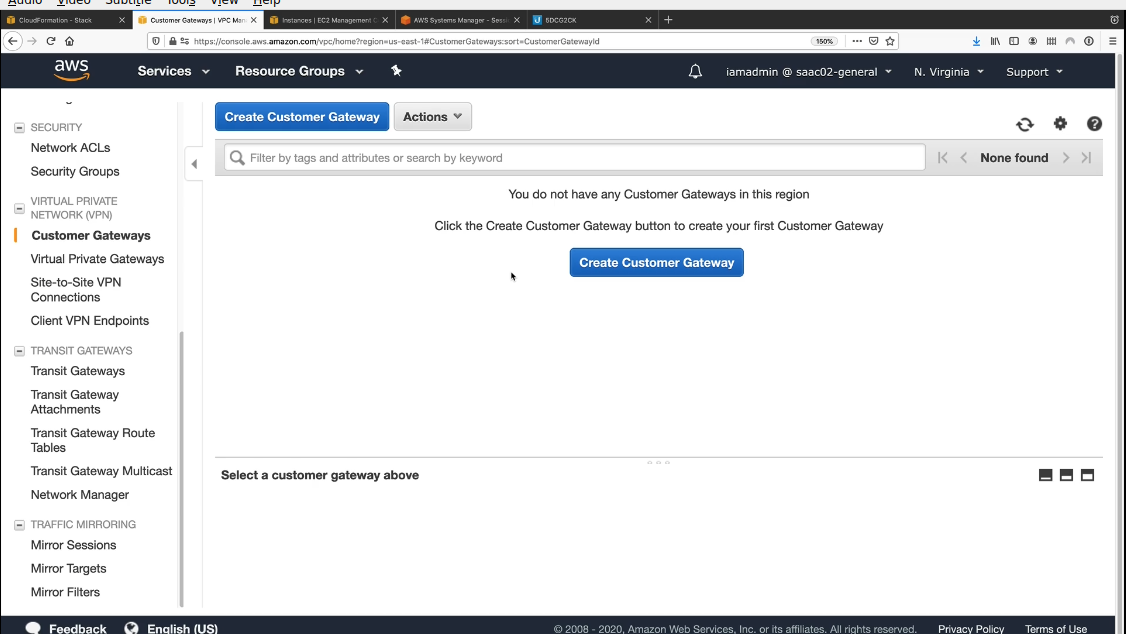 Audio Video Subtitle Tools View Help
CloudFormation - Stack
Customer Gateways | VPC Man
Instances | EC2 Management C
AWS Systems Manager - Sessi
5DCG2CK
https://console.aws.amazon.com/vpc/home?region=us-east-1#CustomerGateways:sort=CustomerGatewayId
150%
aws
Services
Resource Groups
iamadmin @ saac02-general
N. Virginia
Support
SECURITY
Network ACLs
Security Groups
VIRTUAL PRIVATE
NETWORK (VPN)
Customer Gateways
Virtual Private Gateways
Site-to-Site VPN
Connections
Client VPN Endpoints
TRANSIT GATEWAYS
Transit Gateways
Transit Gateway
Attachments
Transit Gateway Route
Tables
Transit Gateway Multicast
Network Manager
TRAFFIC MIRRORING
Mirror Sessions
Mirror Targets
Mirror Filters
Create Customer Gateway
Actions
Filter by tags and attributes or search by keyword
None found
You do not have any Customer Gateways in this region
Click the Create Customer Gateway button to create your first Customer Gateway
Create Customer Gateway
Select a customer gateway above
Feedback
English (US)
© 2008 - 2020, Amazon Web Services, Inc. or its affiliates. All rights reserved.
Privacy Policy
Terms of Use